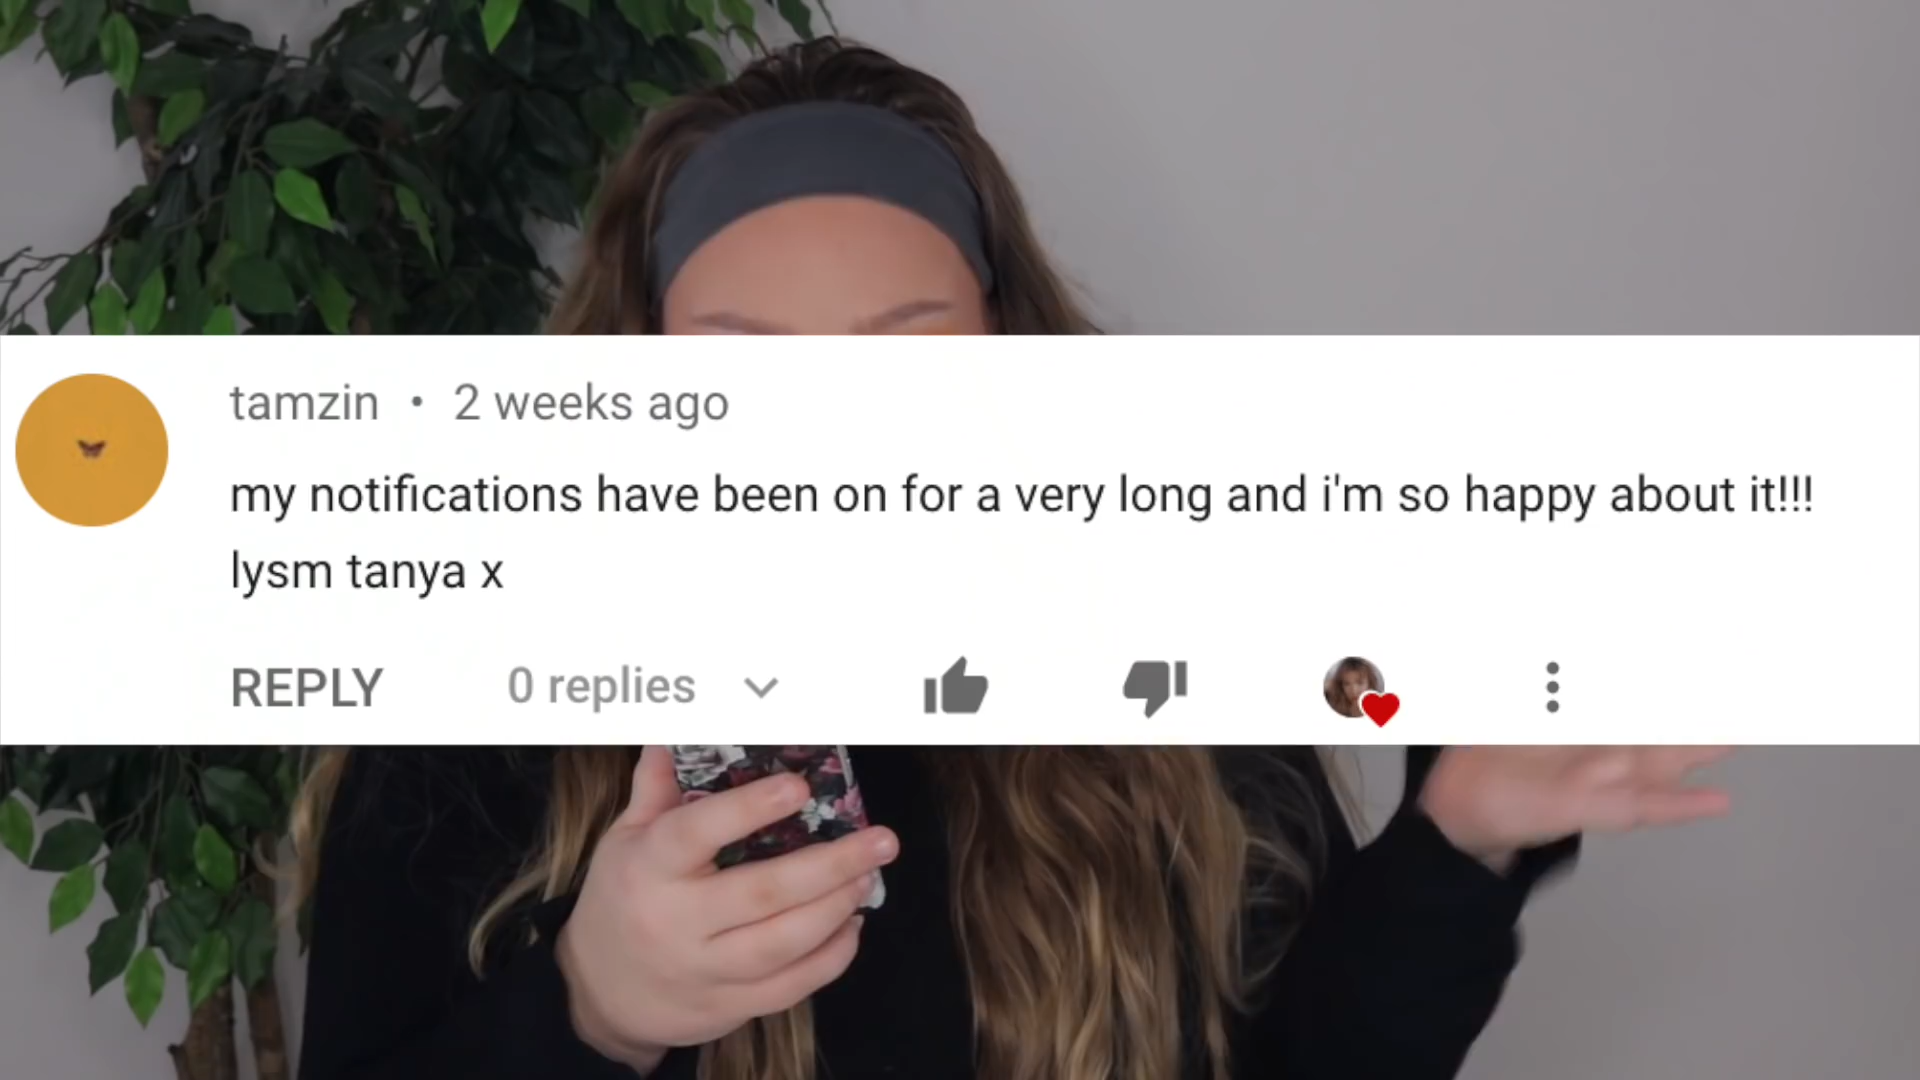 tamzin • 2 weeks ago
my notifications have been on for a very long and i'm so happy about it!!!
lysm tanya x
REPLY 0 replies